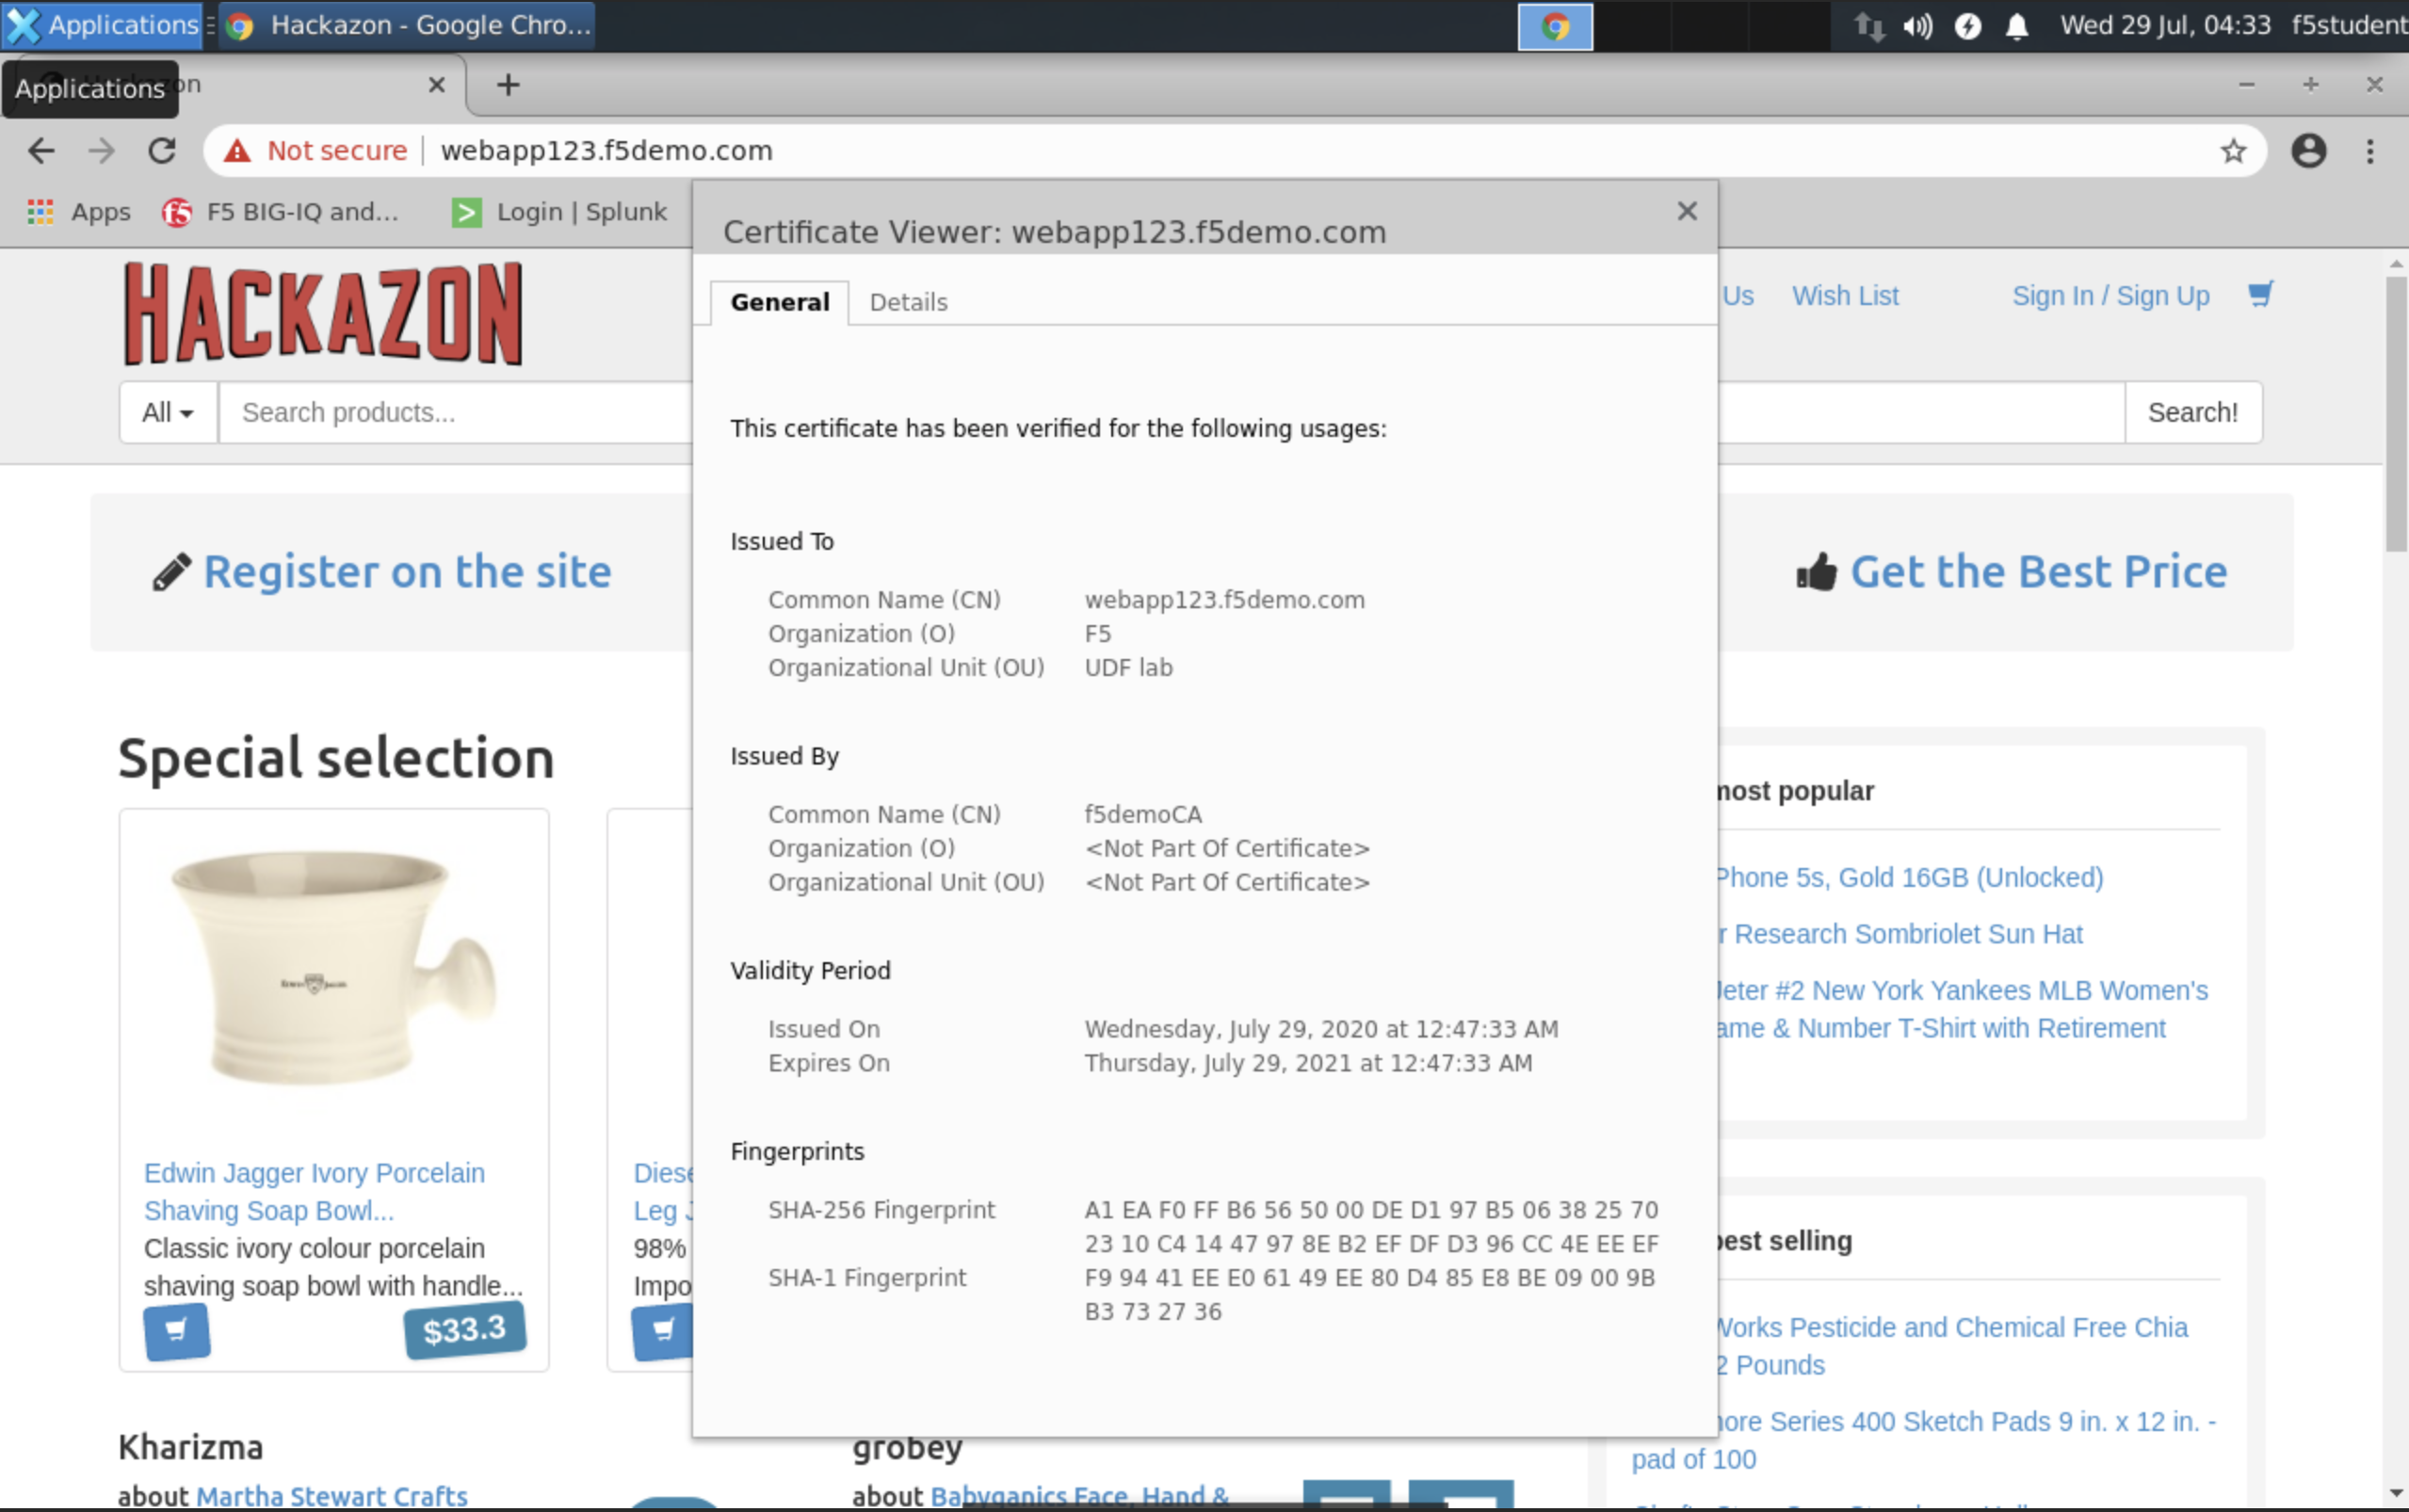 Applications
Hackazon - Google Chro...
Wed 29 Jul, 04:33 f5student
Applications
on
Not secure
webapp123.f5demo.com
Apps
F5 BIG-IQ and...
Login | Splunk
Certificate Viewer: webapp123.f5demo.com
General
Details
HACKAZON
Us
Wish List
Sign In / Sign Up
All
Search products...
Search!
This certificate has been verified for the following usages:
Register on the site
Get the Best Price
Issued To
Common Name (CN) webapp123.f5demo.com
Organization (O) F5
Organizational Unit (OU) UDF lab
Issued By
Common Name (CN) f5demoCA
Organization (O) <Not Part Of Certificate>
Organizational Unit (OU) <Not Part Of Certificate>
Validity Period
Issued On Wednesday, July 29, 2020 at 12:47:33 AM
Expires On Thursday, July 29, 2021 at 12:47:33 AM
Fingerprints
SHA-256 Fingerprint A1 EA F0 FF B6 56 50 00 DE D1 97 B5 06 38 25 70
23 10 C4 14 47 97 8E B2 EF DF D3 96 CC 4E EE EF
SHA-1 Fingerprint F9 94 41 EE E0 61 49 EE 80 D4 85 E8 BE 09 00 9B
B3 73 27 36
Special selection
Edwin Jagger Ivory Porcelain
Shaving Soap Bowl...
Classic ivory colour porcelain
shaving soap bowl with handle...
$33.3
Diese
Leg
98%
Impo
most popular
Phone 5s, Gold 16GB (Unlocked)
r Research Sombriolet Sun Hat
Jeter #2 New York Yankees MLB Women's
ame & Number T-Shirt with Retirement
best selling
Works Pesticide and Chemical Free Chia
2 Pounds
more Series 400 Sketch Pads 9 in. x 12 in. -
pad of 100
Kharizma
about Martha Stewart Crafts
grobey
about Babyganics Face, Hand &